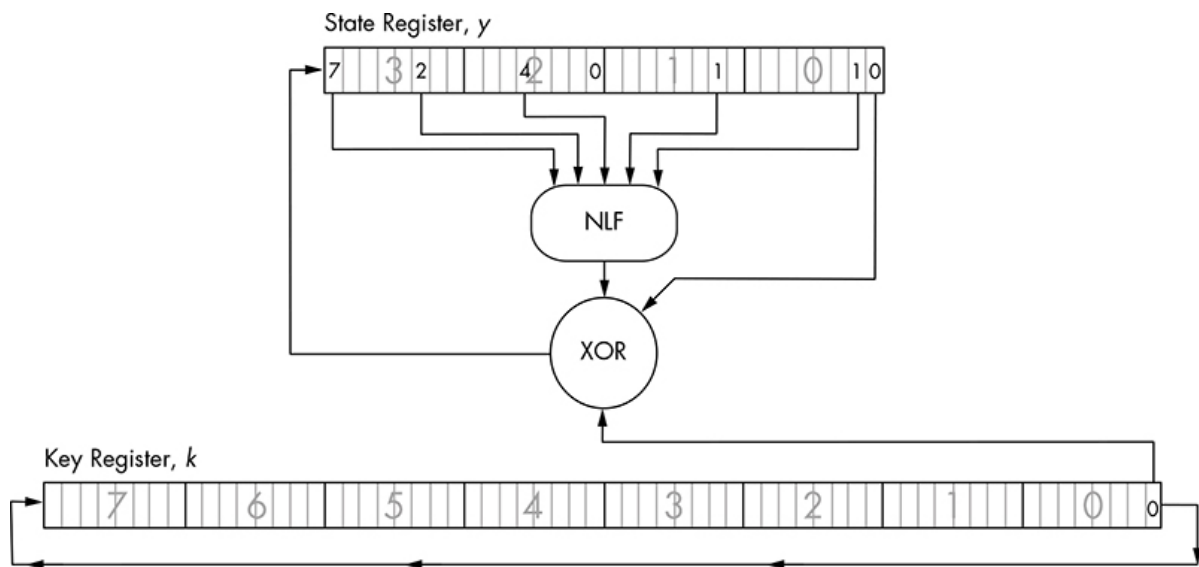 State Register, y
7 3 2 4 2 0 1 1 0 1 0
NLF
XOR
Key Register, k
7 6 5 4 3 2 1 0 0